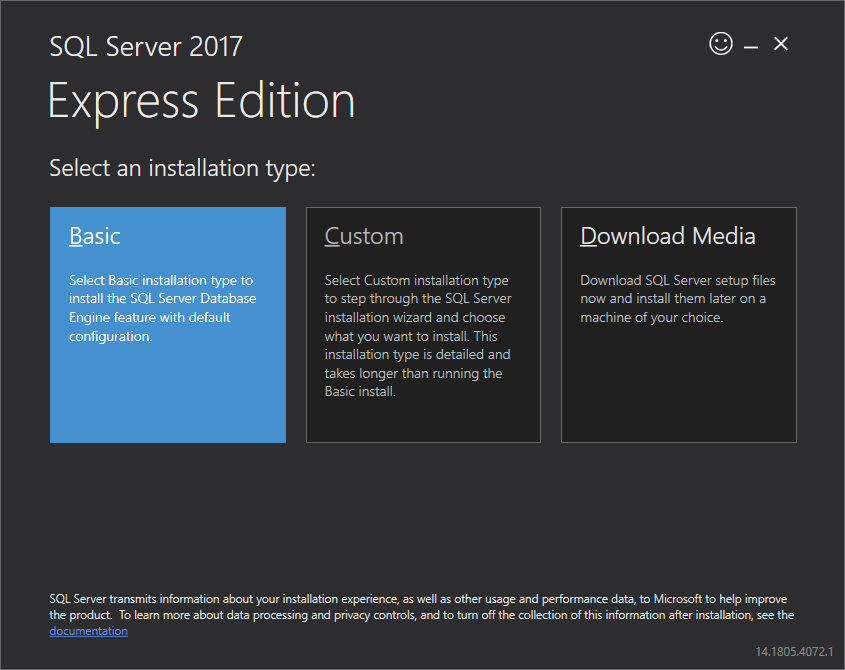 SQL Server 2017
Express Edition
Select an installation type:
Basic
Select Basic installation type to
install the SQL Server Database
Engine feature with default
configuration.
Custom
Select Custom installation type
to step through the SQL Server
installation wizard and choose
what you want to install. This
installation type is detailed and
takes longer than running the
Basic install.
Download Media
Download SQL Server setup files
now and install them later on a
machine of your choice.
SQL Server transmits information about your installation experience, as well as other usage and performance data, to Microsoft to help improve
the product.  To learn more about data processing and privacy controls, and to turn off the collection of this information after installation, see the
documentation
14.1805.4072.1